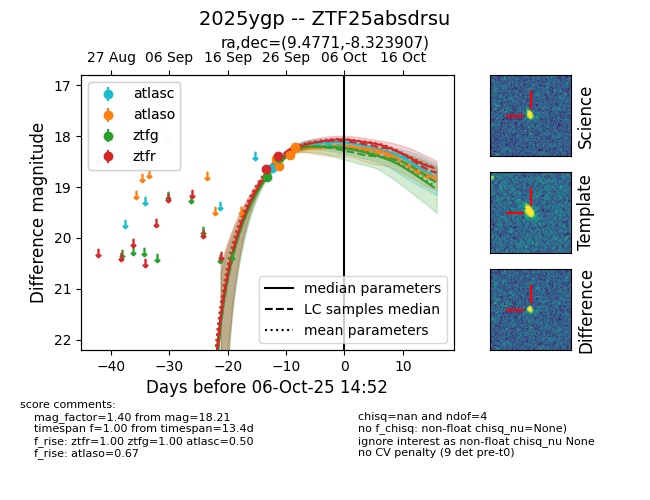 2025ygp -- ZTF25absdrsu
ra,dec=(9.4771,-8.323907)
27 Aug 06 Sep 16 Sep 26 Sep 06 Oct 16 Oct
17
18
19
20
21
22
Difference magnitude
atlasc
atlaso
ztfg
ztfr
median parameters
LC samples median
mean parameters
−40 −30 −20 −10 0 10
Days before 06-Oct-25 14:52
Science
Template
Difference
score comments:
mag_factor=1.40 from mag=18.21
timespan f=1.00 from timespan=13.4d
f_rise: ztfr=1.00 ztfg=1.00 atlasc=0.50
f_rise: atlaso=0.67
chisq=nan and ndof=4
no f_chisq: non-float chisq_nu=None)
ignore interest as non-float chisq_nu None
no CV penalty (9 det pre-t0)